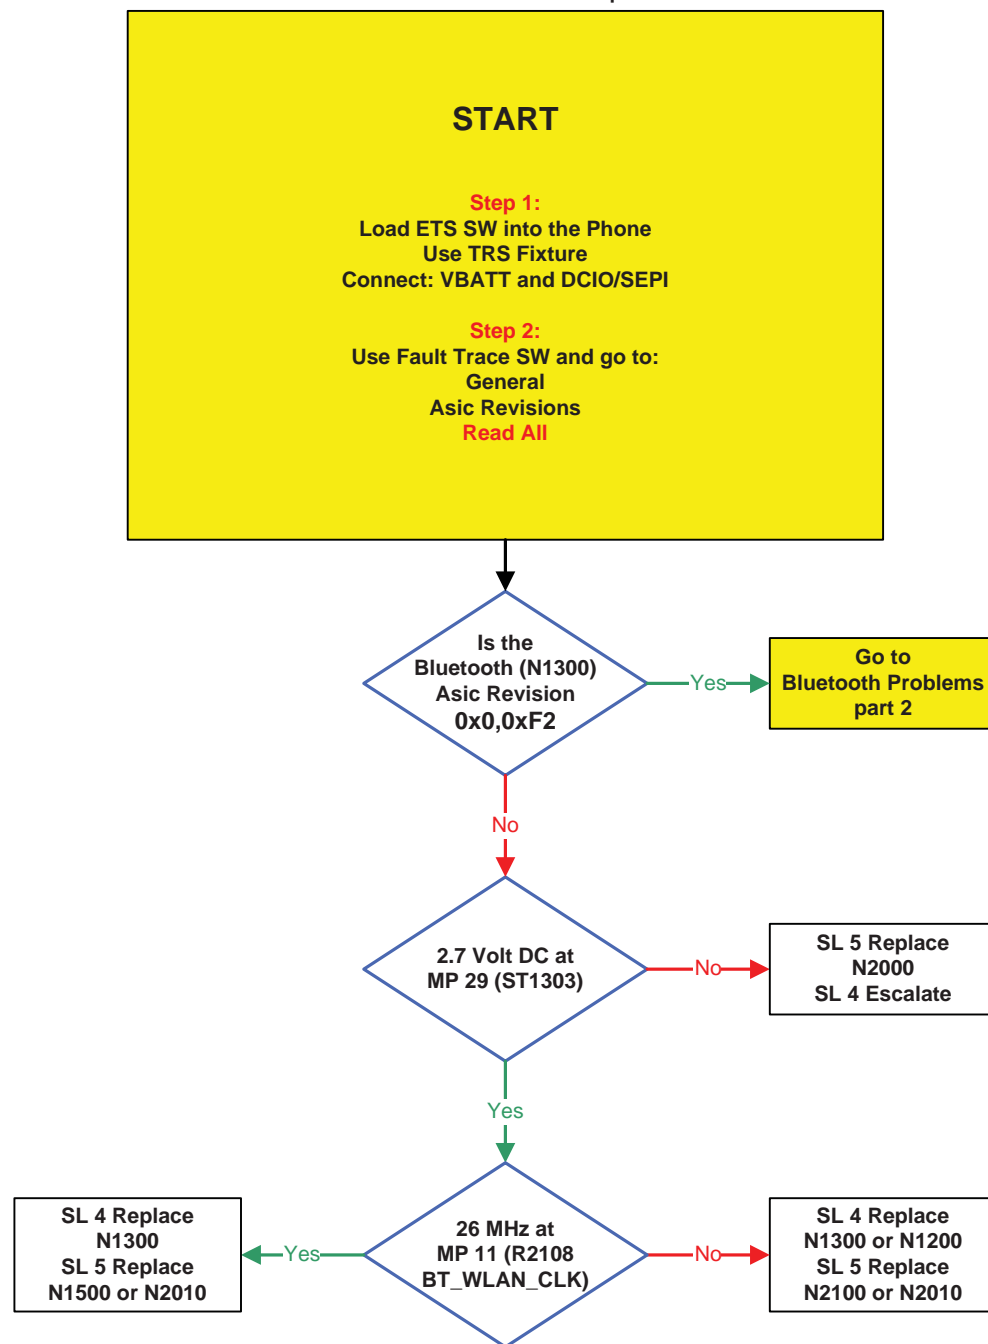 START
Step 1:
Load ETS SW into the Phone
Use TRS Fixture
Connect: VBATT and DCIO/SEPI
Step 2:
Use Fault Trace SW and go to:
General
Asic Revisions
Read All
Is the
Bluetooth (N1300)
Asic Revision
0x0,0xF2
Yes
Go to
Bluetooth Problems
part 2
No
2.7 Volt DC at
MP 29 (ST1303)
No
SL 5 Replace
N2000
SL 4 Escalate
Yes
SL 4 Replace
N1300
SL 5 Replace
N1500 or N2010
Yes
26 MHz at
MP 11 (R2108
BT_WLAN_CLK)
No
SL 4 Replace
N1300 or N1200
SL 5 Replace
N2100 or N2010